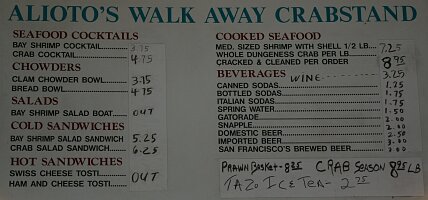 ALIOTO'S WALK AWAY CRABSTAND
SEAFOOD COCKTAILS
BAY SHRIMP COCKTAIL 3.75
CRAB COCKTAIL 4.75
CHOWDERS
CLAM CHOWDER BOWL 3.75
BREAD BOWL 4.75
SALADS
BAY SHRIMP SALAD BOAT OUT
COLD SANDWICHES
BAY SHRIMP SALAD SANDWICH 5.25
CRAB SALAD SANDWICH 6.25
HOT SANDWICHES
SWISS CHEESE TOSTI
HAM AND CHEESE TOSTI OUT
COOKED SEAFOOD
MED. SIZED SHRIMP WITH SHELL 1/2 LB. 7.25
WHOLE DUNGENESS CRAB PER LB.
CRACKED & CLEANED PER ORDER 8.95
BEVERAGES WINE 3.25
CANNED SODAS 1.25
BOTTLED SODAS 1.75
ITALIAN SODAS 1.75
SPRING WATER 1.50
GATORADE 2.00
SNAPPLE 2.00
DOMESTIC BEER 2.50
IMPORTED BEER 3.00
SAN FRANCISCO'S BREWED BEER
PRAWN BASKET - 8.95 CRAB SEASON 8.95 LB
TAZO ICE TEA - 2.75